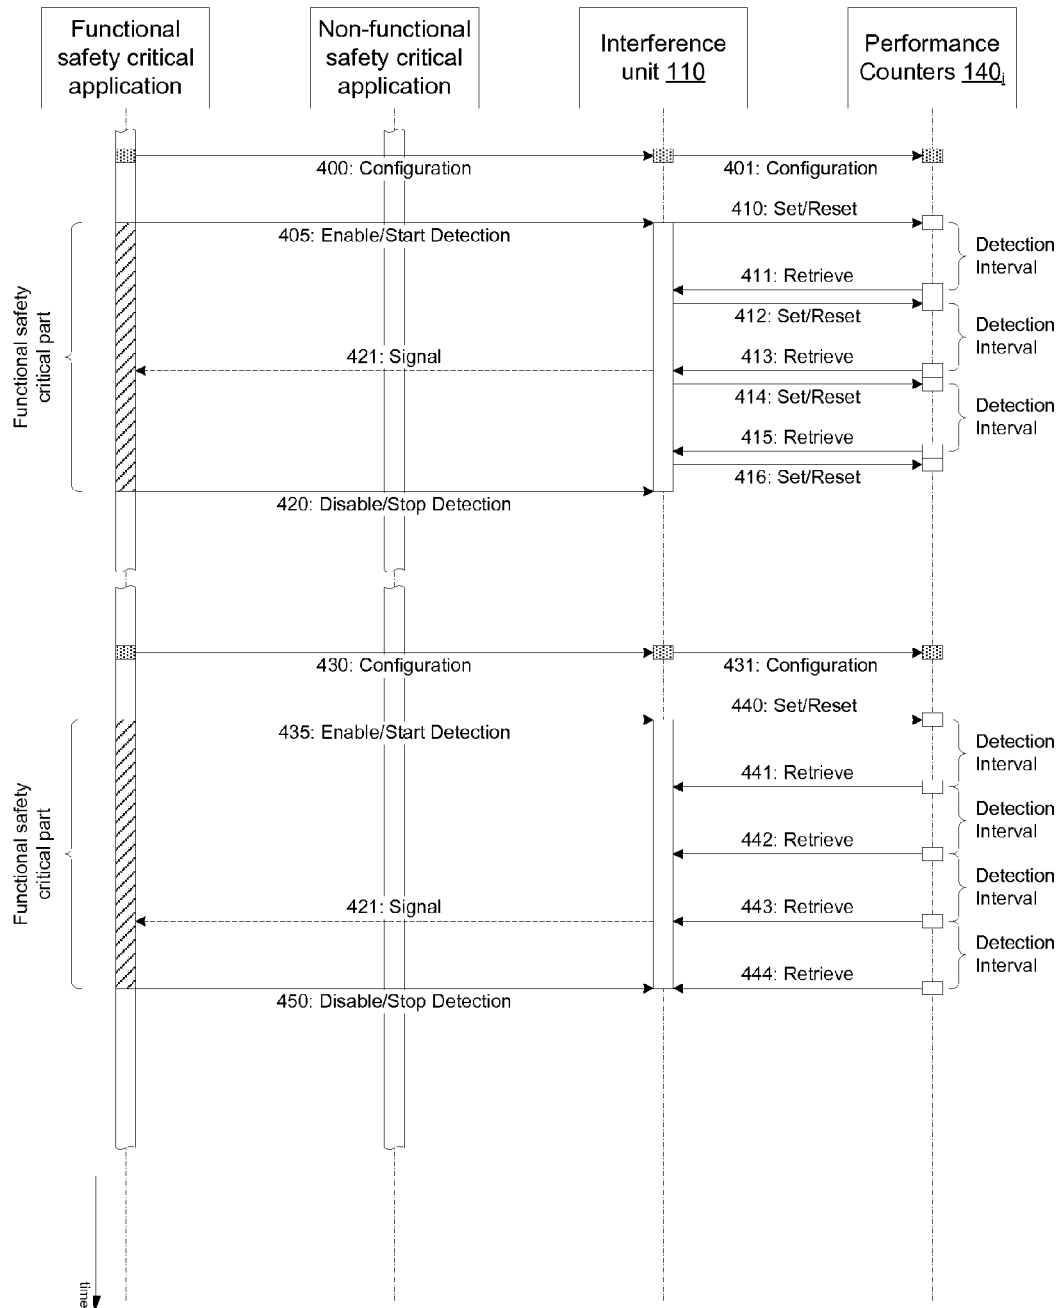 Functional
safety critical
application
Non-functional
safety critical
application
Interference
unit 110
Performance
Counters 140i
400: Configuration
401: Configuration
410: Set/Reset
405: Enable/Start Detection
Detection
Interval
411: Retrieve
412: Set/Reset
Detection
Interval
421: Signal
413: Retrieve
414: Set/Reset
Detection
Interval
415: Retrieve
416: Set/Reset
420: Disable/Stop Detection
Functional safety
critical part
430: Configuration
431: Configuration
440: Set/Reset
435: Enable/Start Detection
Detection
Interval
441: Retrieve
Detection
Interval
442: Retrieve
Detection
Interval
421: Signal
443: Retrieve
Detection
Interval
444: Retrieve
450: Disable/Stop Detection
Functional safety
critical part
time